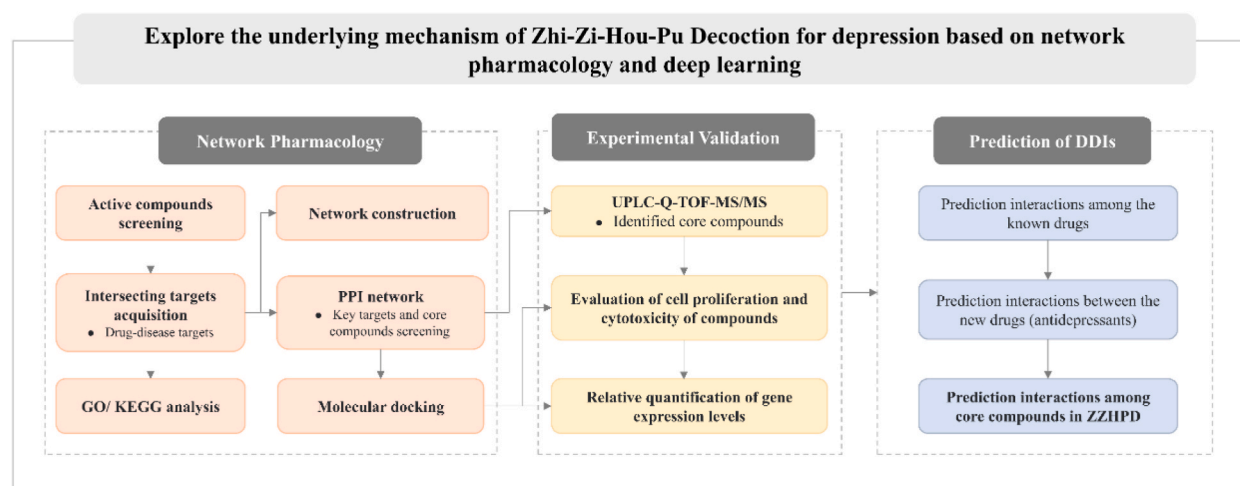 Explore the underlying mechanism of Zhi-Zi-Hou-Pu Decoction for depression based on network
pharmacology and deep learning
Network Pharmacology
Active compounds
screening
Intersecting targets
acquisition
● Drug-disease targets
GO/ KEGG analysis
Network construction
PPI network
● Key targets and core
compounds screening
Molecular docking
Experimental Validation
UPLC-Q-TOF-MS/MS
● Identified core compounds
Evaluation of cell proliferation and
cytotoxicity of compounds
Relative quantification of gene
expression levels
Prediction of DDIs
Prediction interactions among the
known drugs
Prediction interactions between the
new drugs (antidepressants)
Prediction interactions among
core compounds in ZZHPD